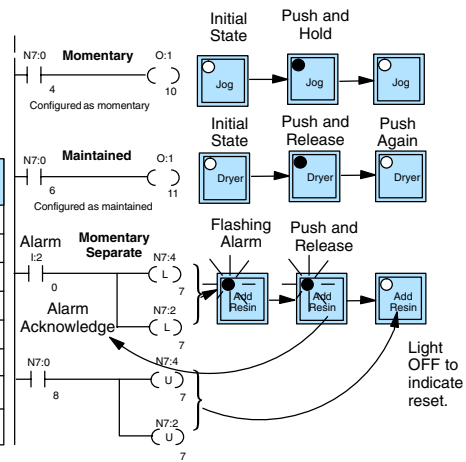 Initial
State
Push and
Hold
N7:0
Momentary
O:1
4
10
Configured as momentary
Jog
Jog
Jog
Initial
State
Push and
Release
Push
Again
N7:0
Maintained
O:1
6
11
Configured as maintained
Dryer
Dryer
Dryer
Flashing
Alarm
Push and
Release
Alarm
Momentary
Separate
I:2
0
N7:4
L
7
N7:2
L
7
Add
Resin
Add
Resin
Add
Resin
Alarm
Acknowledge
Light
OFF to
indicate
reset.
N7:0
8
N7:4
U
7
N7:2
U
7